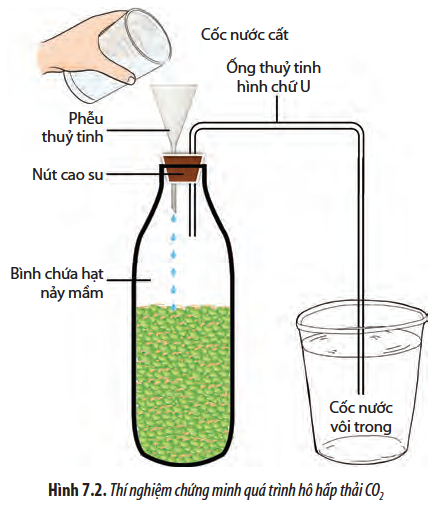 Cốc nước cất
Ống thuỷ tinh
hình chữ U
Phễu
thuỷ tinh
Nút cao su
Bình chứa hạt
nảy mầm
Cốc nước
vôi trong
Hình 7.2. Thí nghiệm chứng minh quá trình hô hấp thải CO₂